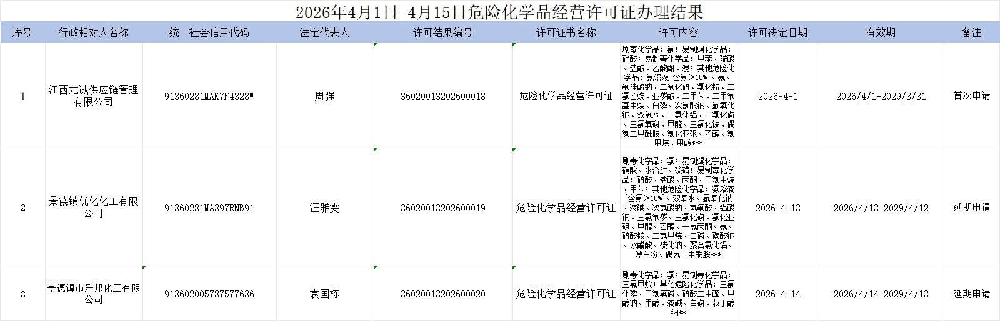 2026年4月1日-4月15日危险化学品经营许可证办理结果
序号 行政相对人名称 统一社会信用代码 法定代表人 许可结果编号 许可证书名称 许可内容 许可决定日期 有效期 备注
1
江西尤诚供应链管理
有限公司
91360281MAK7F4328W
周强
36020013202600018
危险化学品经营许可证
剧毒化学品：氯；易制爆化学品：
硝酸；易制毒化学品：甲苯、硫酸
、盐酸、乙酸酐、溴；其他危险化
学品：氨溶液[含氨＞10%]、氨、
氟硅酸钠、二氧化硫、氯化铵、二
氯乙烷、亚磷酸、二甲苯、二甲氧
基甲烷、白磷、次氯酸钠、氢氧化
钠、双氧水、三氯化铝、三氯化磷
、三氯氧磷、甲醛、三氯化铁、偶
氮二甲酰胺、氯化亚砜、乙醇、氯
甲烷、甲醇***
2026-4-1
2026/4/1-2029/3/31
首次申请
2
景德镇优化化工有限
公司
91360281MA397RNB91
汪雅雯
36020013202600019
危险化学品经营许可证
剧毒化学品：氯；易制爆化学品：
硝酸、水合肼、硫磺；易制毒化学
品：硫酸、盐酸、丙酮、三氯甲烷
、甲苯；其他危险化学品：氨溶液
[含氨＞10%]、双氧水、氢氧化钠
、液碱、次氯酸钠、氢氟酸、铝酸
钠、三氯氧磷、三氯化磷、氯化亚
砜、甲醇、乙醇、一氯丙酮、氨、
硫酸铵、二氯甲烷、白磷、碳酸钠
、冰醋酸、硫化钠、聚合氯化铝、
漂白粉、偶氮二甲酰胺***
2026-4-13
2026/4/13-2029/4/12
延期申请
3
景德镇市乐邦化工有限
公司
913602005787577636
袁国栋
36020013202600020
危险化学品经营许可证
剧毒化学品：氯；易制毒化学品：
三氯甲烷；其他危险化学品：三氯
化磷、三氯氧磷、硫酸二甲酯、甲
醇钠、甲醇、液碱、白磷、叔丁醇
钠**
2026-4-14
2026/4/14-2029/4/13
延期申请